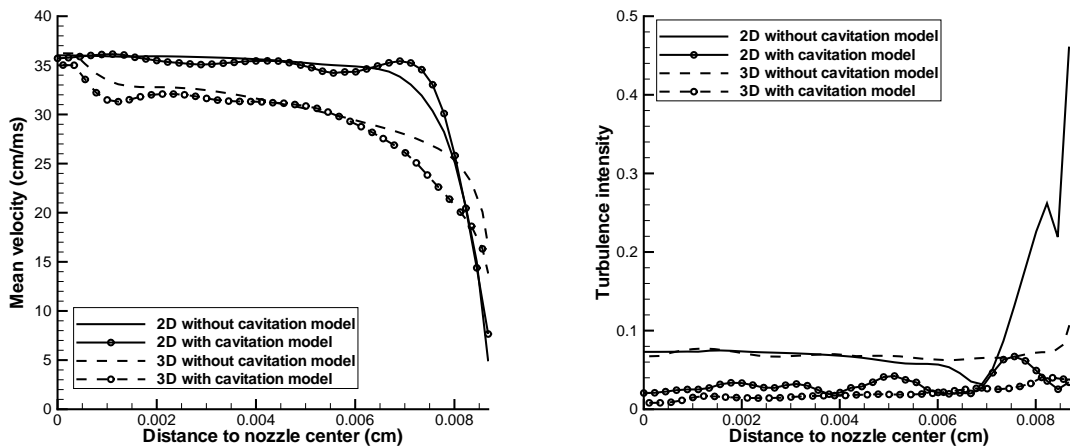 Mean velocity (cm/ms)
40
35
30
25
20
15
10
5
0
2D without cavitation model
2D with cavitation model
3D without cavitation model
3D with cavitation model
0 0.002 0.004 0.006 0.008
Distance to nozzle center (cm)
Turbulence intensity
0.5
0.4
0.3
0.2
0.1
0
2D without cavitation model
2D with cavitation model
3D without cavitation model
3D with cavitation model
0 0.002 0.004 0.006 0.008
Distance to nozzle center (cm)